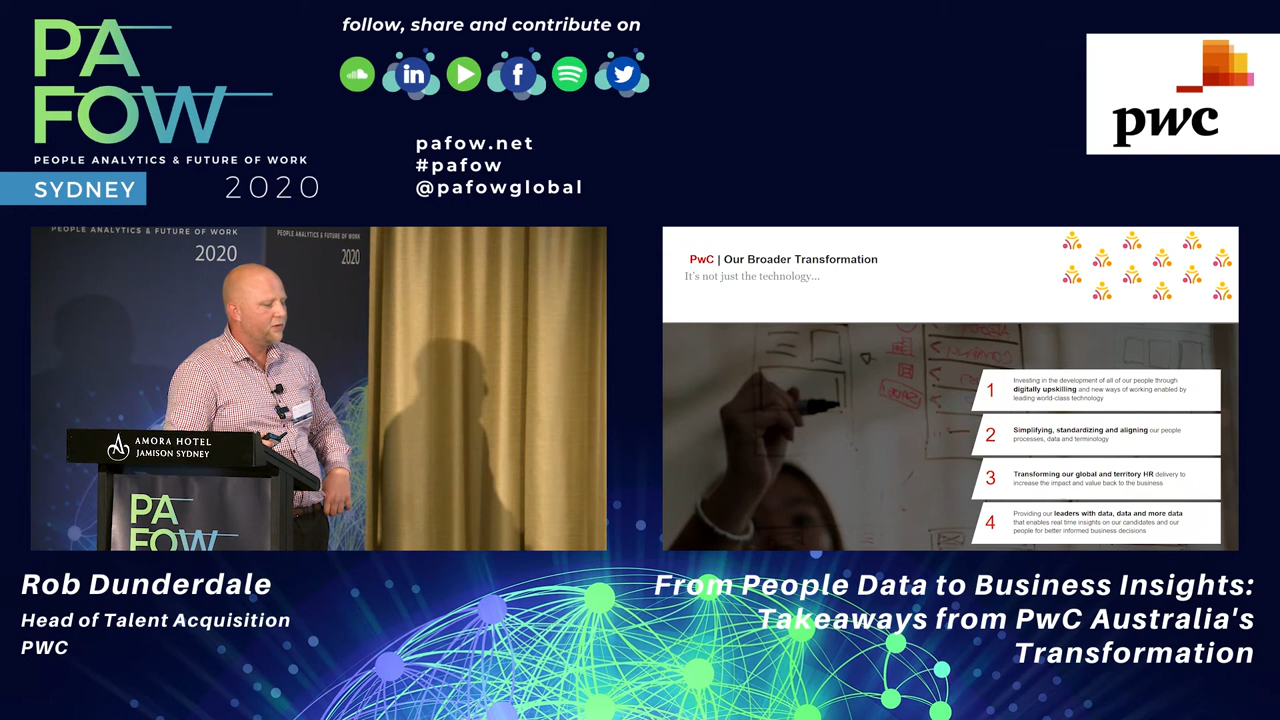 PA
FOW
PEOPLE ANALYTICS & FUTURE OF WORK
SYDNEY
2020
follow, share and contribute on
pafow.net
#pafow
@pafowglobal
pwc
PEOPLE ANALYTICS & FUTURE OF WORK
2020
PEOPLE ANALYTICS & FUTURE OF WORK
2020
AMORA HOTEL
JAMISON SYDNEY
PA
FOW
PwC | Our Broader Transformation
It's not just the technology...
1
Investing in the development of all of our people through
digitally upskilling and new ways of working enabled by
leading world-class technology
2
Simplifying, standardizing and aligning our people
processes, data and terminology
3
Transforming our global and territory HR delivery to
increase the impact and value back to the business
4
Providing our leaders with data, data and more data
that enables real time insights on our candidates and our
people for better informed business decisions
Rob Dunderdale
Head of Talent Acquisition
PWC
From People Data to Business Insights:
Takeaways from PwC Australia's
Transformation